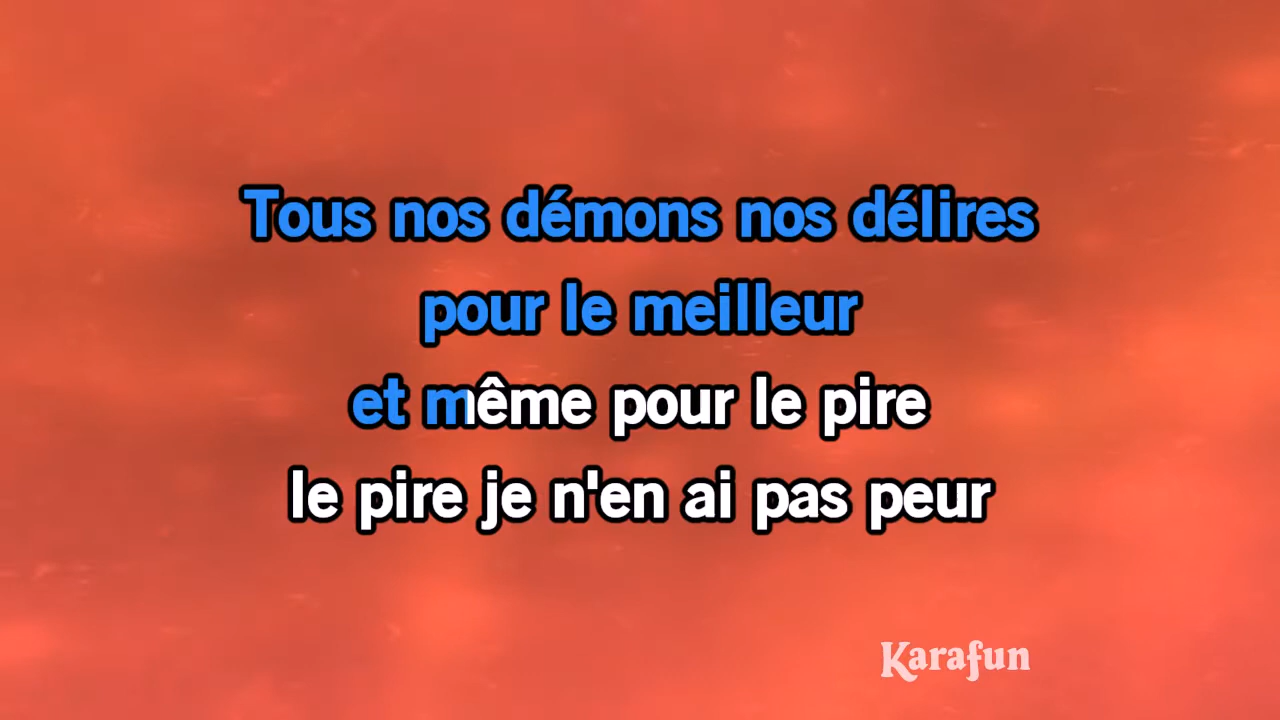 Tous nos démons nos délires
pour le meilleur
et même pour le pire
le pire je n'en ai pas peur
Karafun